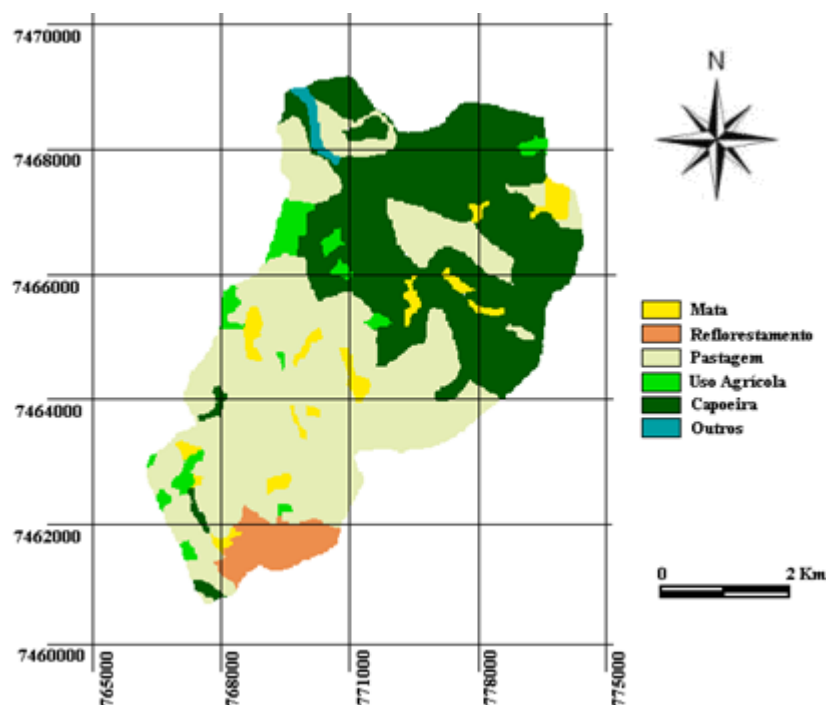 7470000
N
7468000
7466000
Mata
Reflorestamento
Pastagem
Uso Agrícola
Capoeira
Outros
7464000
7462000
0 2 Km
7460000
765000
768000
771000
778000
775000